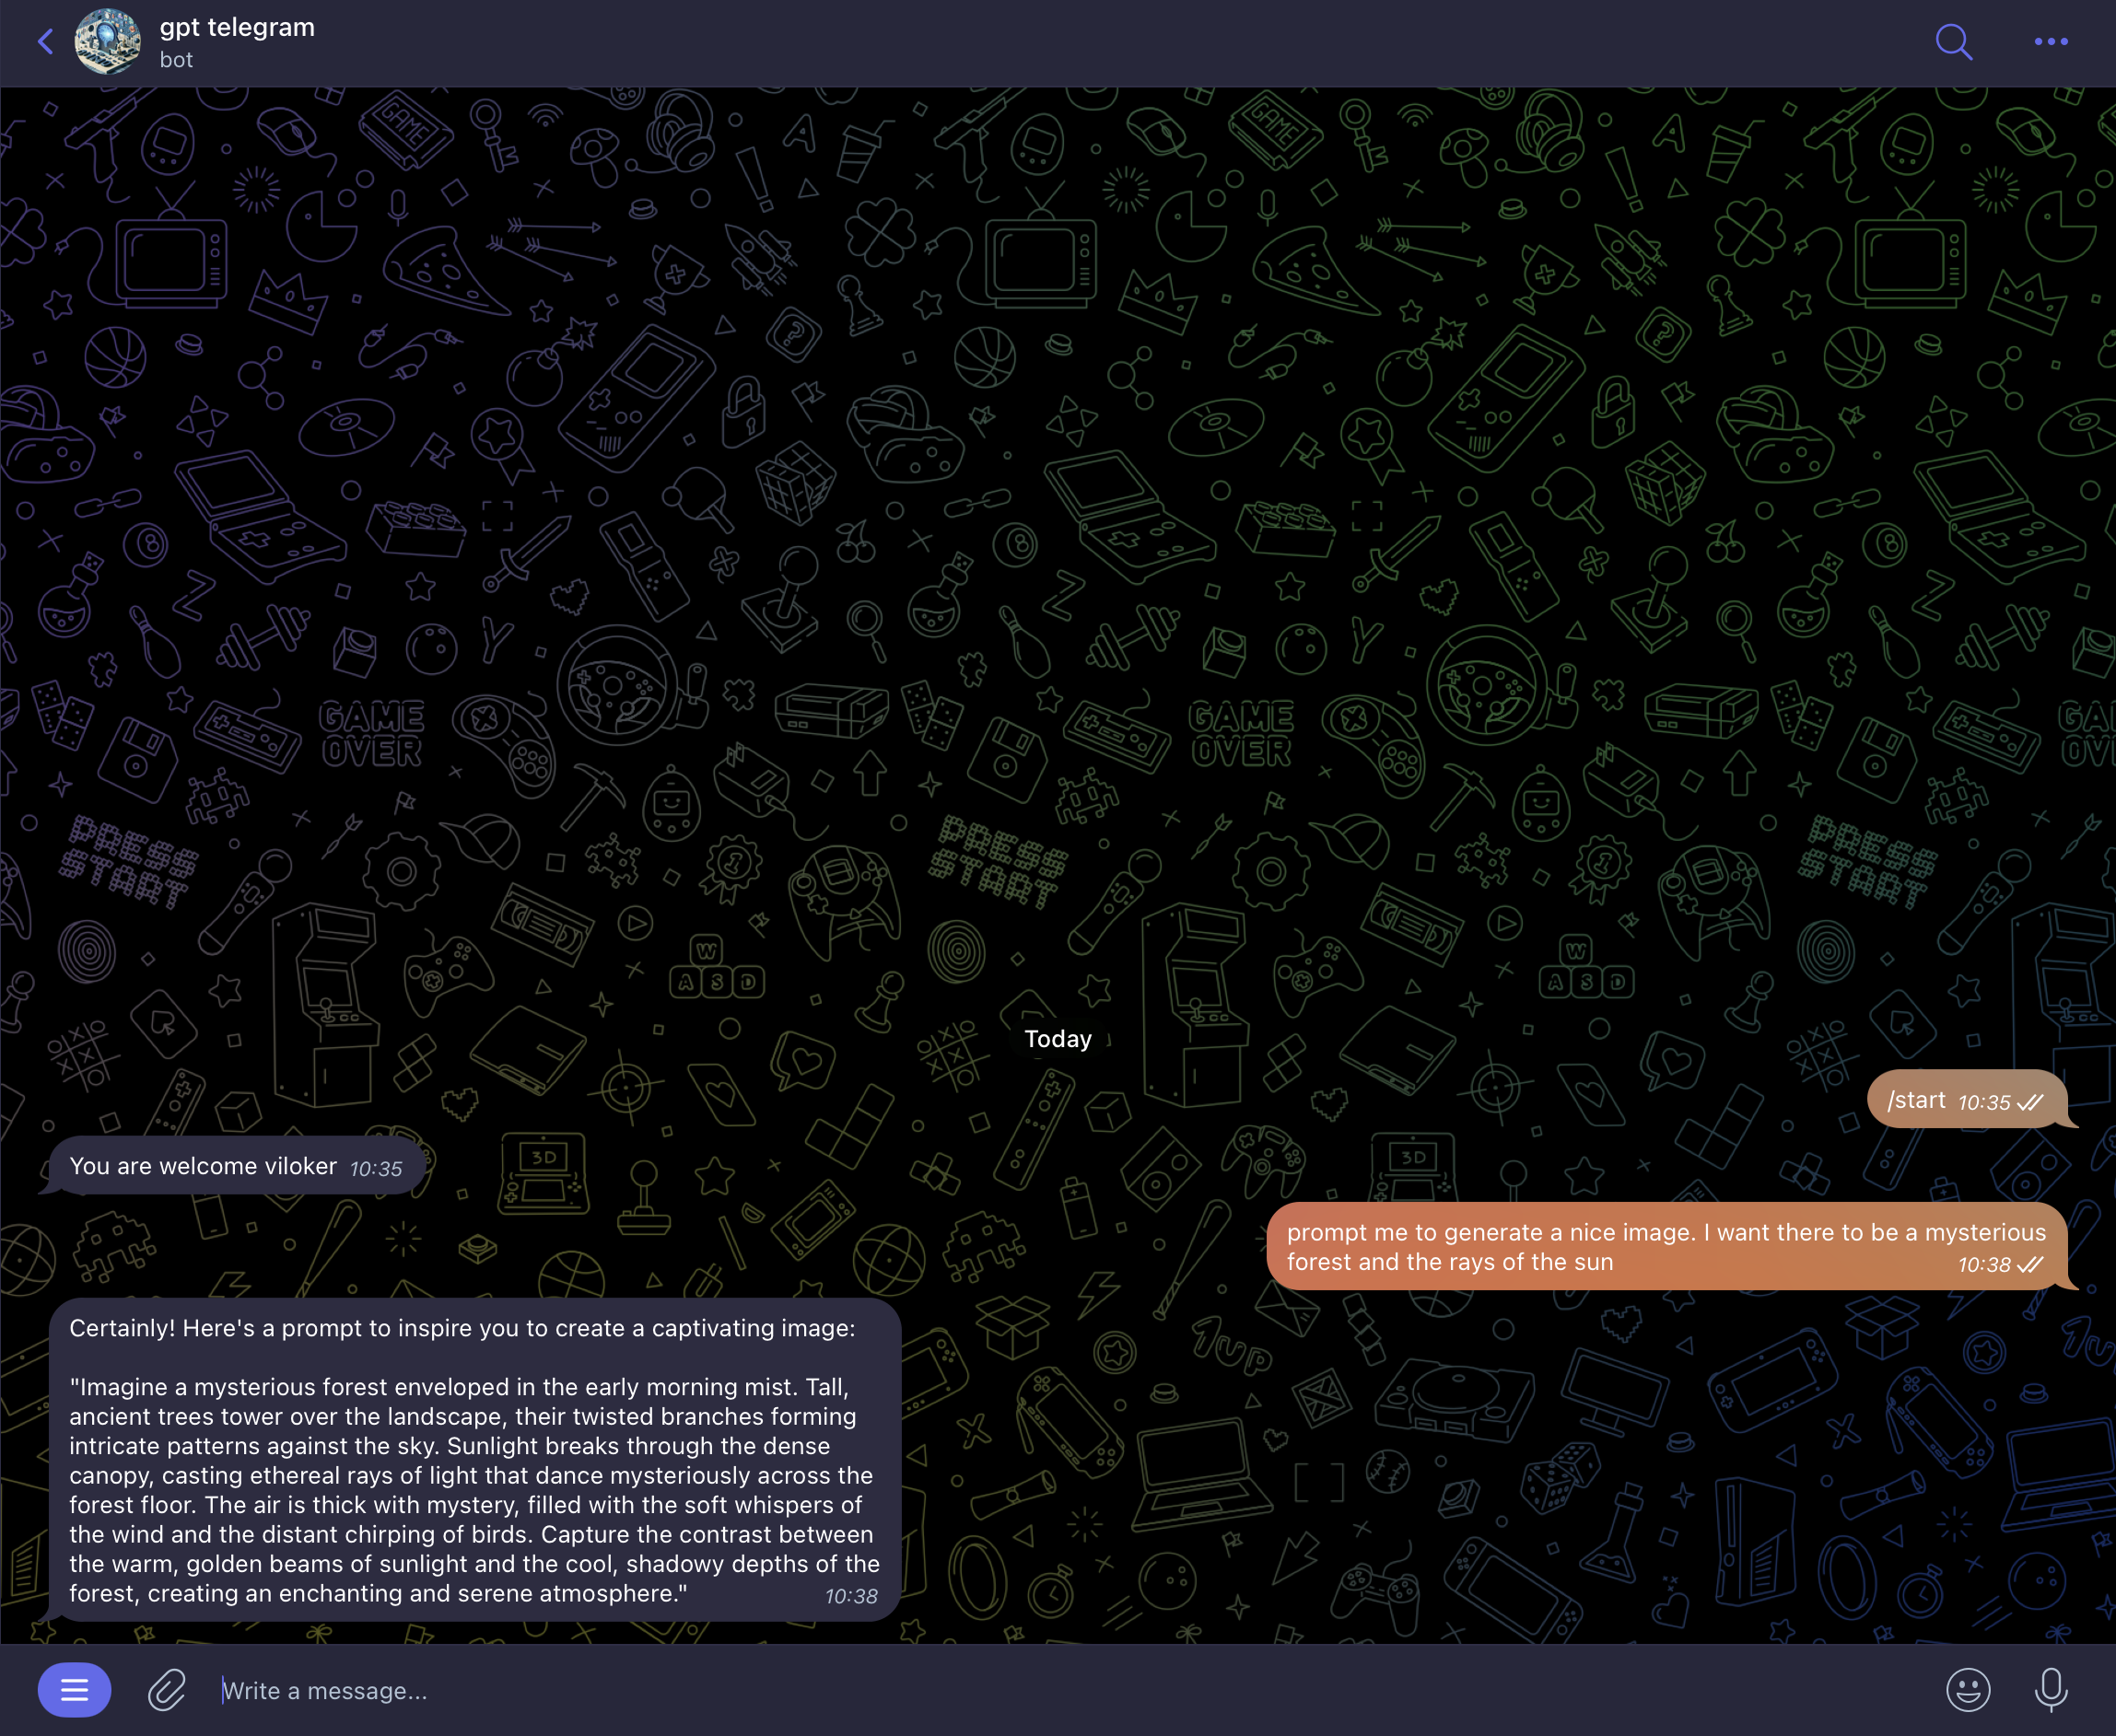 gpt telegram
bot
Today
/start 10:35
You are welcome viloker 10:35
prompt me to generate a nice image. I want there to be a mysterious
forest and the rays of the sun 10:38
Certainly! Here's a prompt to inspire you to create a captivating image:
"Imagine a mysterious forest enveloped in the early morning mist. Tall,
ancient trees tower over the landscape, their twisted branches forming
intricate patterns against the sky. Sunlight breaks through the dense
canopy, casting ethereal rays of light that dance mysteriously across the
forest floor. The air is thick with mystery, filled with the soft whispers of
the wind and the distant chirping of birds. Capture the contrast between
the warm, golden beams of sunlight and the cool, shadowy depths of the
forest, creating an enchanting and serene atmosphere." 10:38
Write a message...